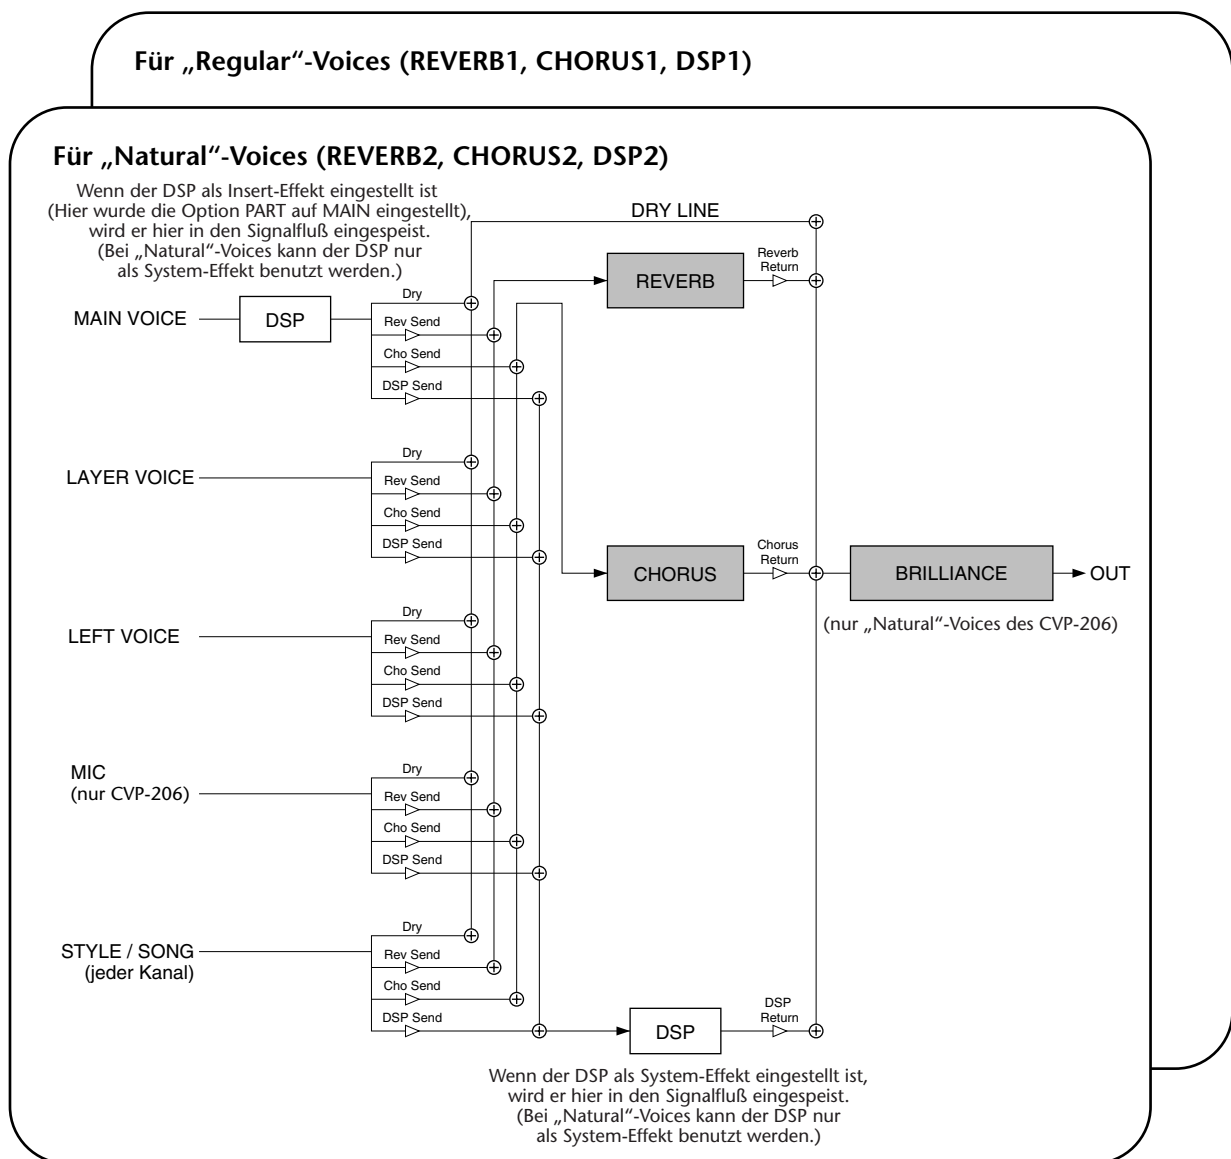 Für „Regular“-Voices (REVERB1, CHORUS1, DSP1)
Für „Natural“-Voices (REVERB2, CHORUS2, DSP2)
Wenn der DSP als Insert-Effekt eingestellt ist
(Hier wurde die Option PART auf MAIN eingestellt),
wird er hier in den Signalfluß eingespeist.
(Bei „Natural“-Voices kann der DSP nur
als System-Effekt benutzt werden.)
DRY LINE
REVERB
Reverb
Return
MAIN VOICE
DSP
Dry
Rev Send
Cho Send
DSP Send
LAYER VOICE
Dry
Rev Send
Cho Send
DSP Send
CHORUS
Chorus
Return
BRILLIANCE
OUT
(nur „Natural“-Voices des CVP-206)
LEFT VOICE
Dry
Rev Send
Cho Send
DSP Send
MIC
(nur CVP-206)
Dry
Rev Send
Cho Send
DSP Send
STYLE / SONG
(jeder Kanal)
Dry
Rev Send
Cho Send
DSP Send
DSP
DSP
Return
Wenn der DSP als System-Effekt eingestellt ist,
wird er hier in den Signalfluß eingespeist.
(Bei „Natural“-Voices kann der DSP nur
als System-Effekt benutzt werden.)